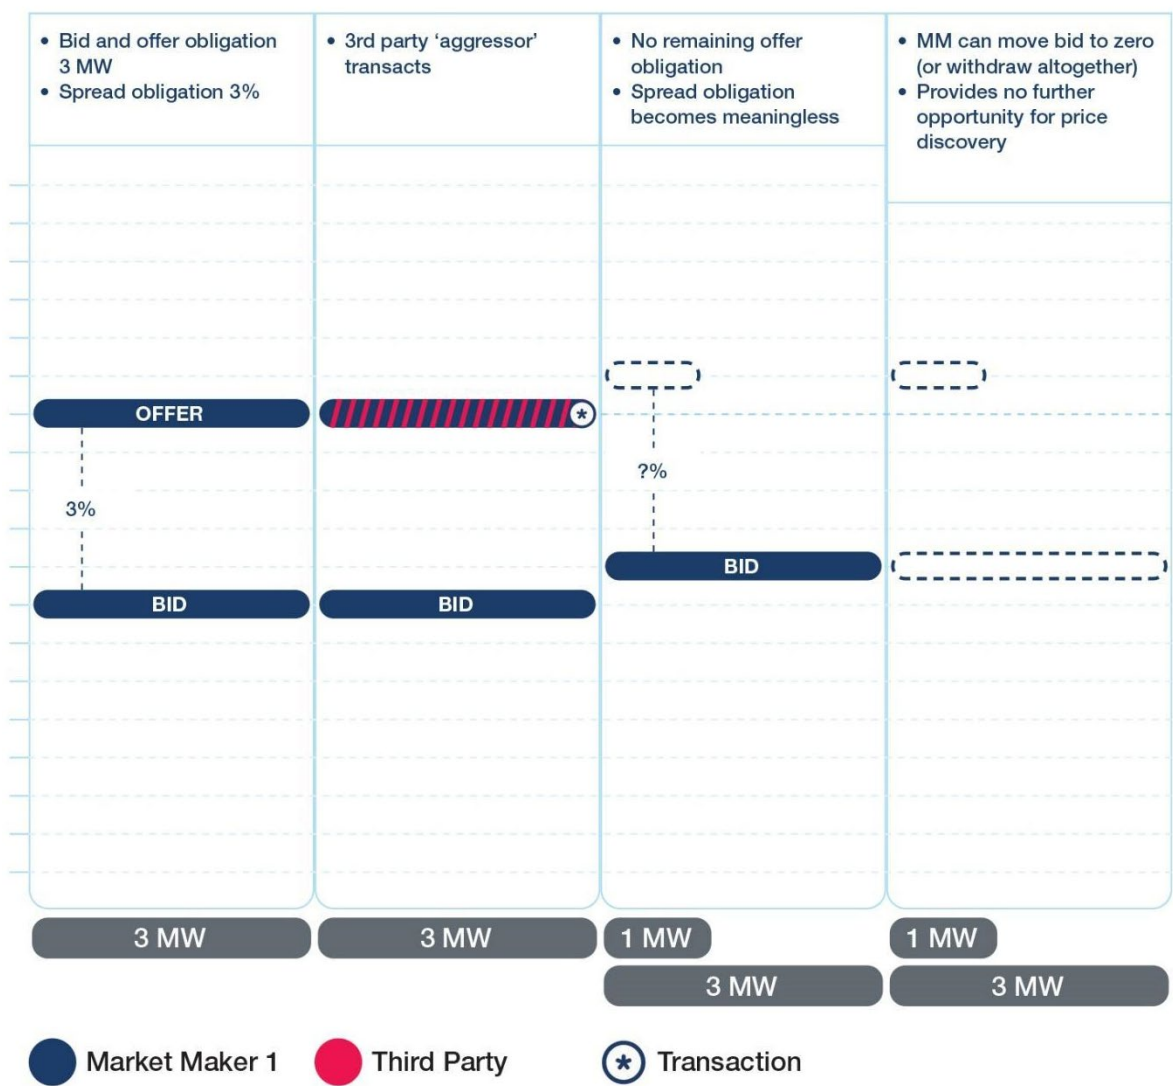 • Bid and offer obligation
3 MW
• Spread obligation 3%
• 3rd party ‘aggressor’
transacts
• No remaining offer
obligation
• Spread obligation
becomes meaningless
• MM can move bid to zero
(or withdraw altogether)
• Provides no further
opportunity for price
discovery
OFFER
3%
BID
*
BID
?%
BID
3 MW
3 MW
1 MW
3 MW
1 MW
3 MW
Market Maker 1
Third Party
* Transaction